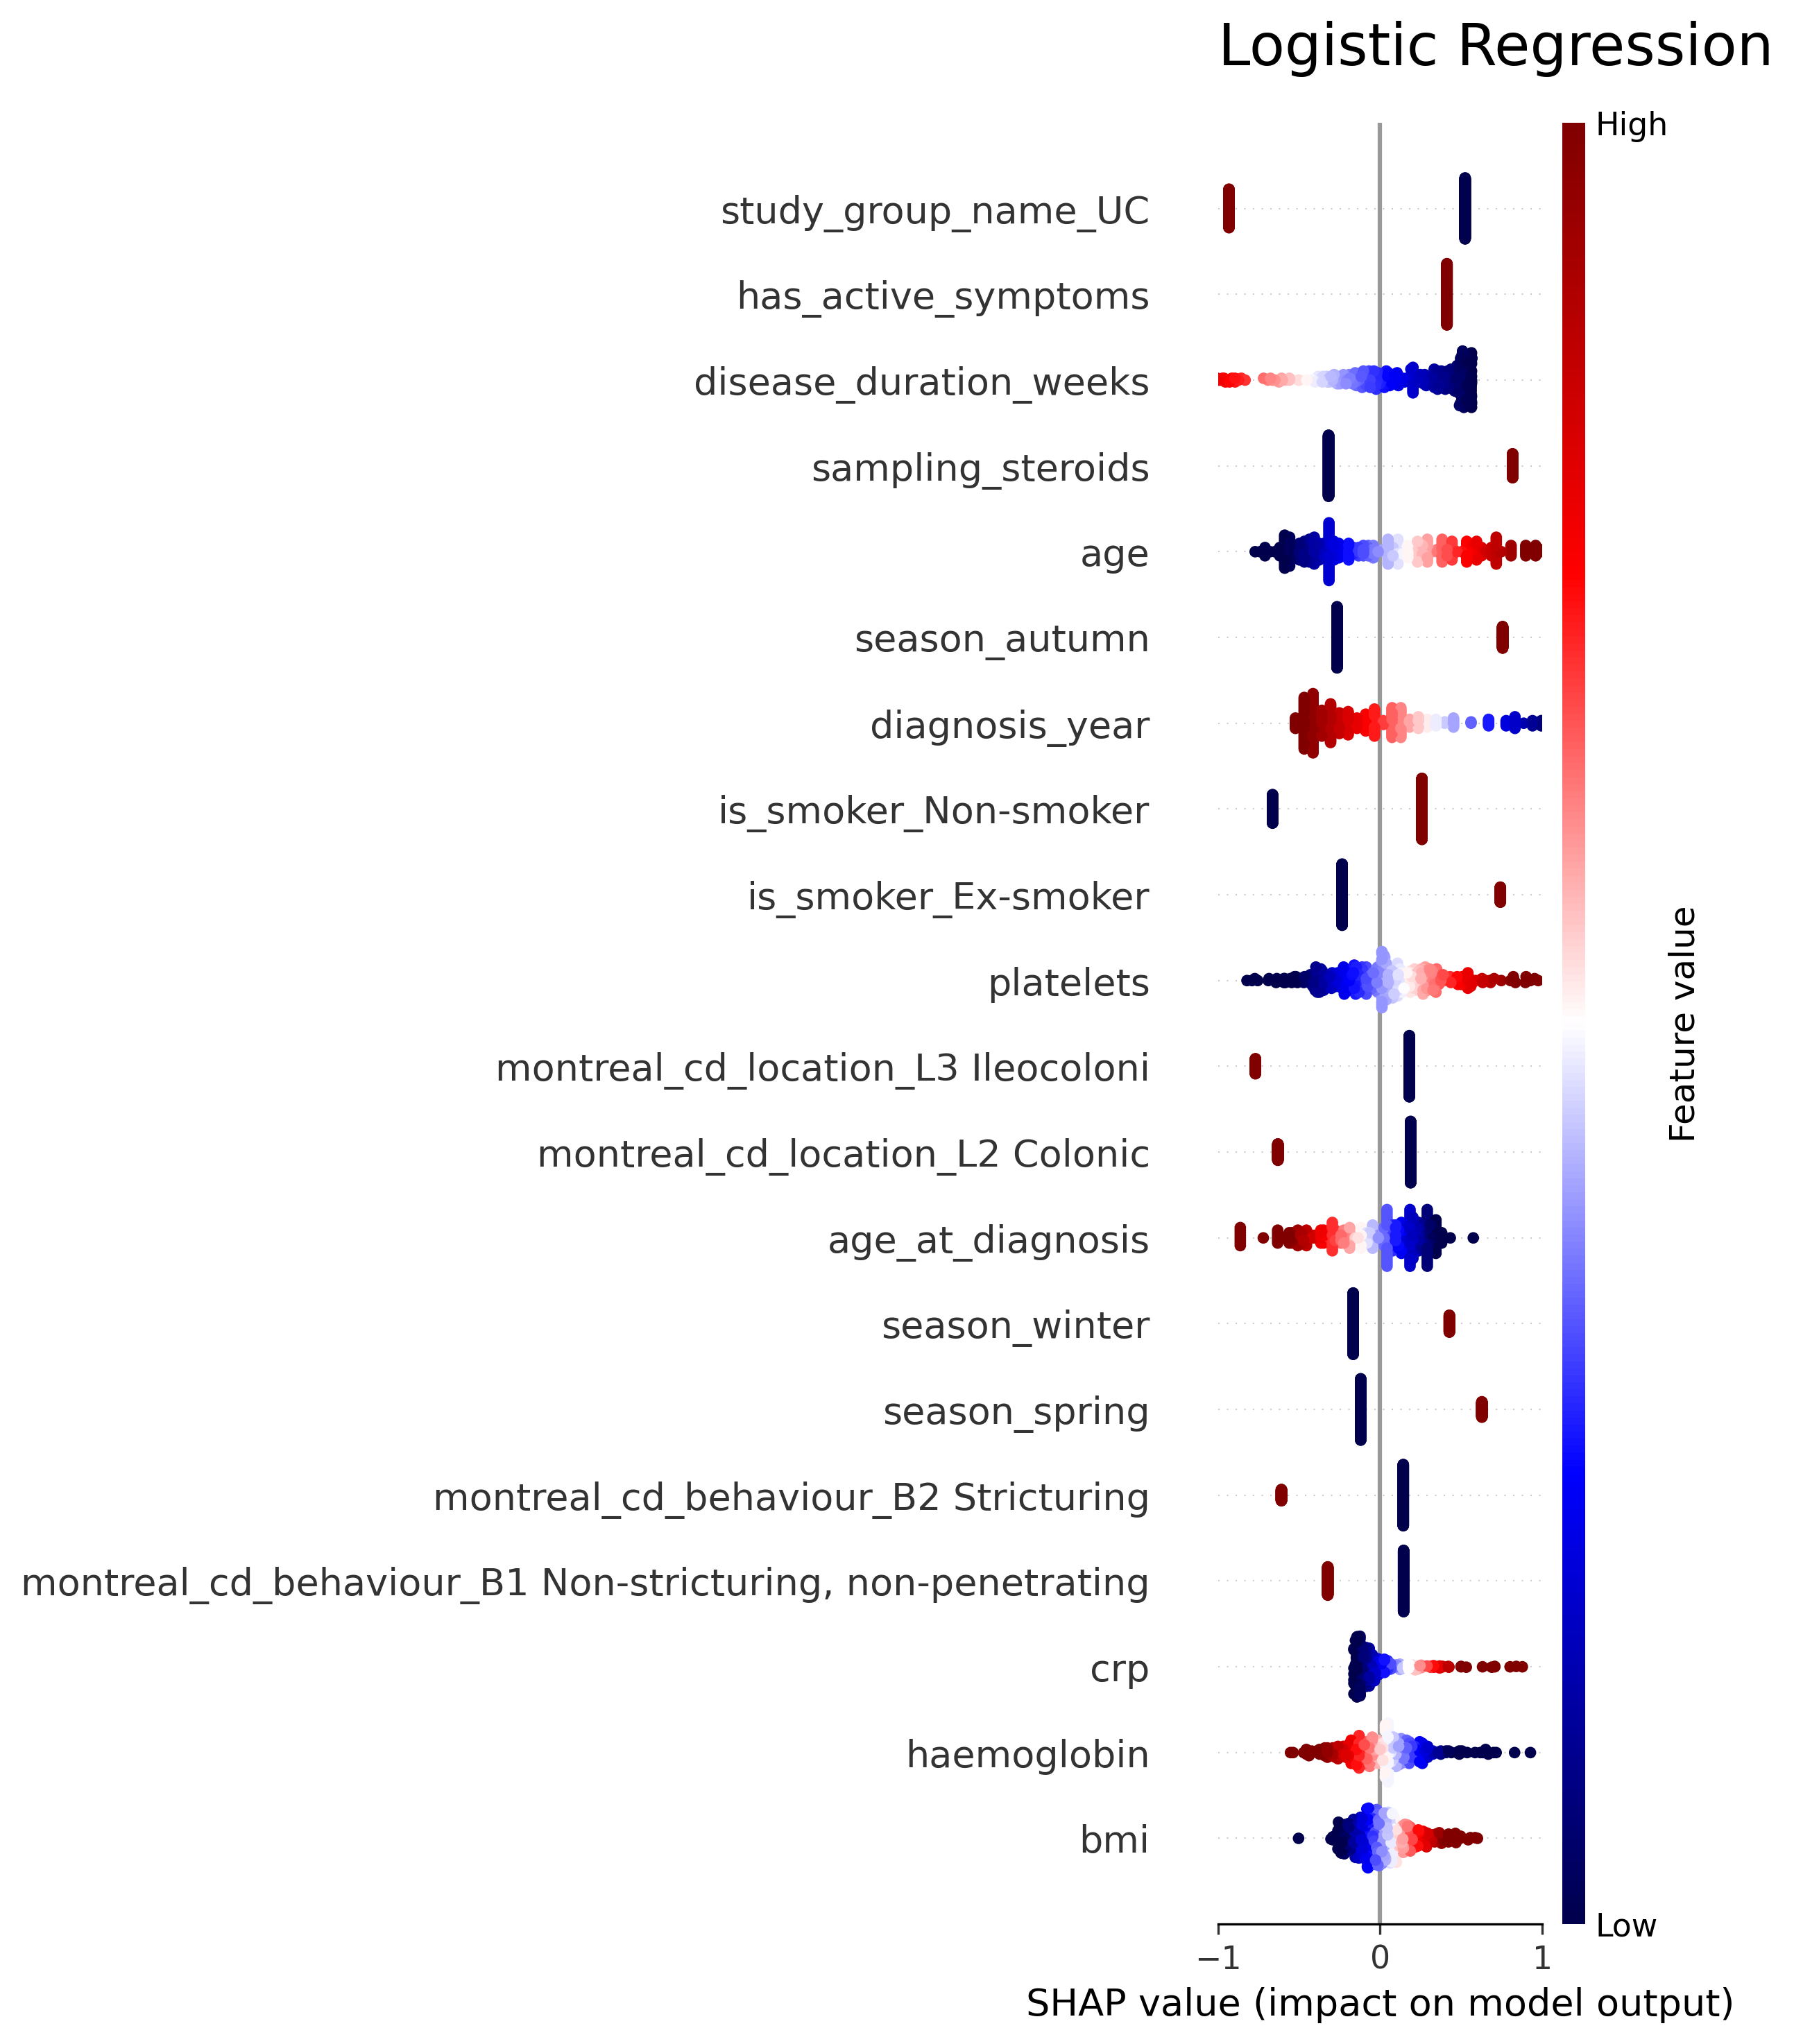 Logistic Regression
High
study_group_name_UC
has_active_symptoms
disease_duration_weeks
sampling_steroids
age
season_autumn
diagnosis_year
is_smoker_Non-smoker
is_smoker_Ex-smoker
platelets
montreal_cd_location_L3 Ileocoloni
montreal_cd_location_L2 Colonic
age_at_diagnosis
season_winter
season_spring
montreal_cd_behaviour_B2 Stricturing
montreal_cd_behaviour_B1 Non-stricturing, non-penetrating
crp
haemoglobin
bmi
Feature value
Low
−1 0 1
SHAP value (impact on model output)